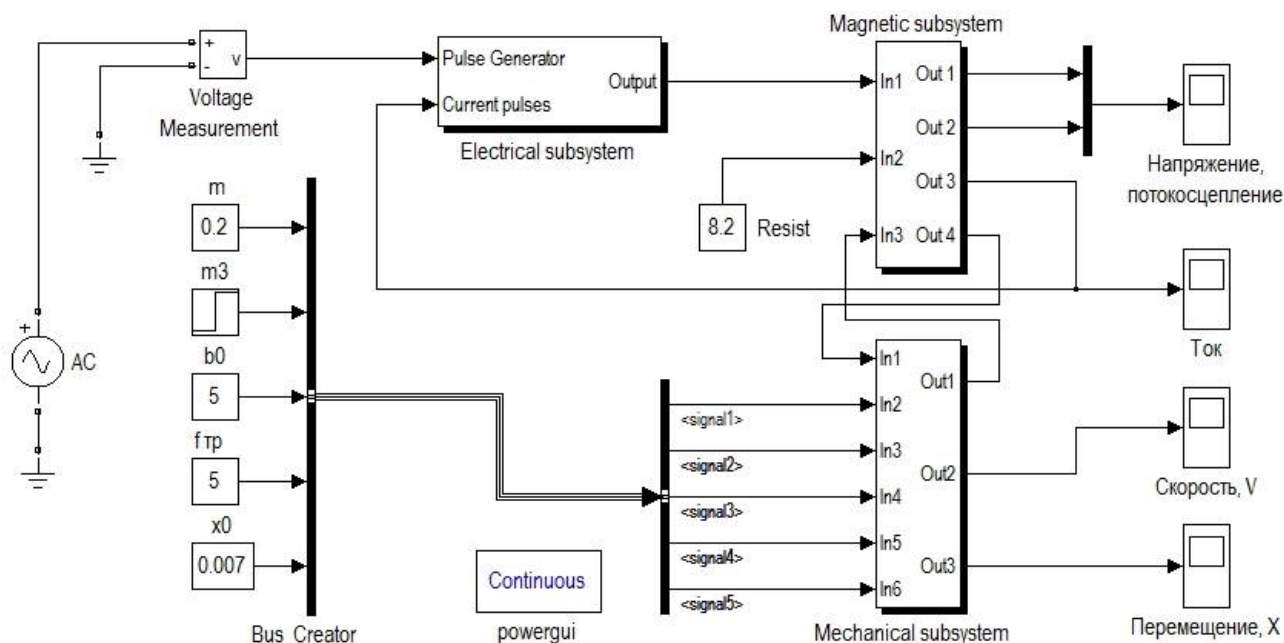 Magnetic subsystem
+
-
v
Voltage
Measurement
Pulse Generator
Current pulses
Output
Electrical subsystem
In1
In2
In3
Out 1
Out 2
Out 3
Out 4
Напряжение,
потокосцепление
8.2
Resist
m
0.2
m3
b0
5
f тр
5
x0
0.007
Bus Creator
+
AC
Continuous
powergui
<signal1>
<signal2>
<signal3>
<signal4>
<signal5>
In1
In2
In3
In4
In5
In6
Out1
Out2
Out3
Mechanical subsystem
Ток
Скорость, V
Перемещение, X